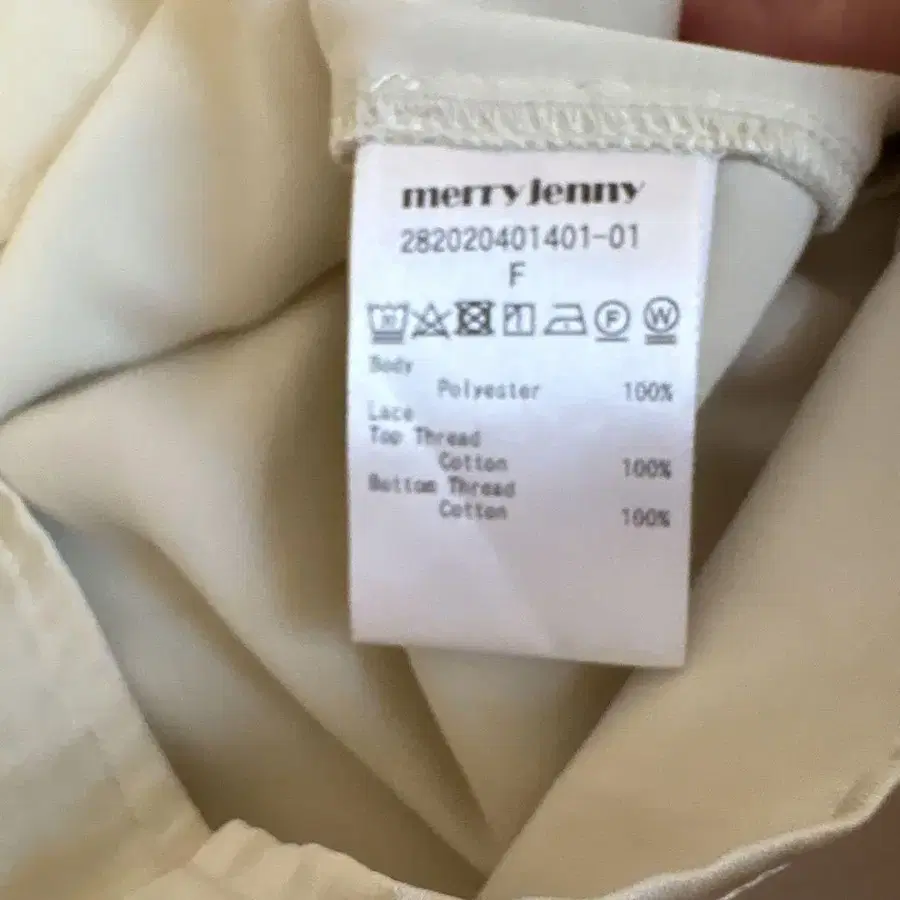 merry jenny
282020401401-01
F
F W
Body
Polyester 100%
Lace
Top Thread
Cotton 100%
Bottom Thread
Cotton 100%